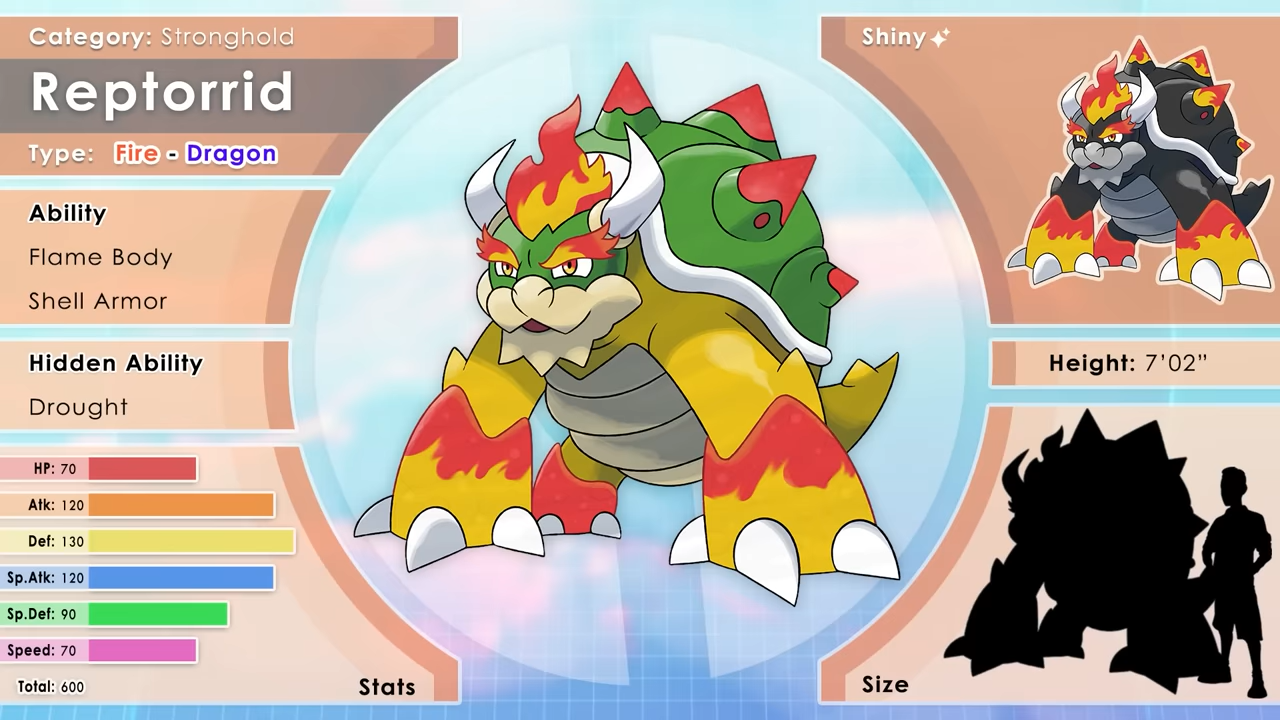 Category: Stronghold
Reptorrid
Type: Fire - Dragon
Ability
Flame Body
Shell Armor
Hidden Ability
Drought
HP: 70
Atk: 120
Def: 130
Sp.Atk: 120
Sp.Def: 90
Speed: 70
Total: 600
Stats
Shiny
Height: 7’02”
Size